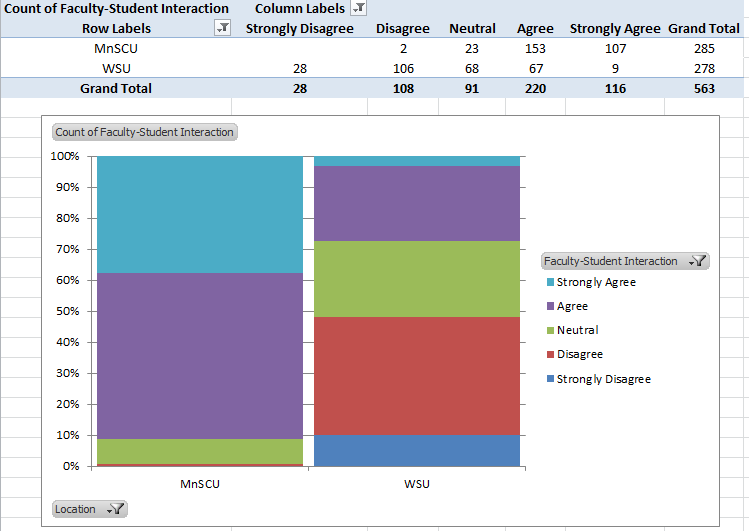 Count of Faculty-Student Interaction Column Labels
Row Labels Strongly Disagree Disagree Neutral Agree Strongly Agree Grand Total
MnSCU 2 23 153 107 285
WSU 28 106 68 67 9 278
Grand Total 28 108 91 220 116 563
Count of Faculty-Student Interaction
100%
90%
80%
70%
60%
50%
40%
30%
20%
10%
0%
MnSCU WSU
Faculty-Student Interaction
Strongly Agree
Agree
Neutral
Disagree
Strongly Disagree
Location